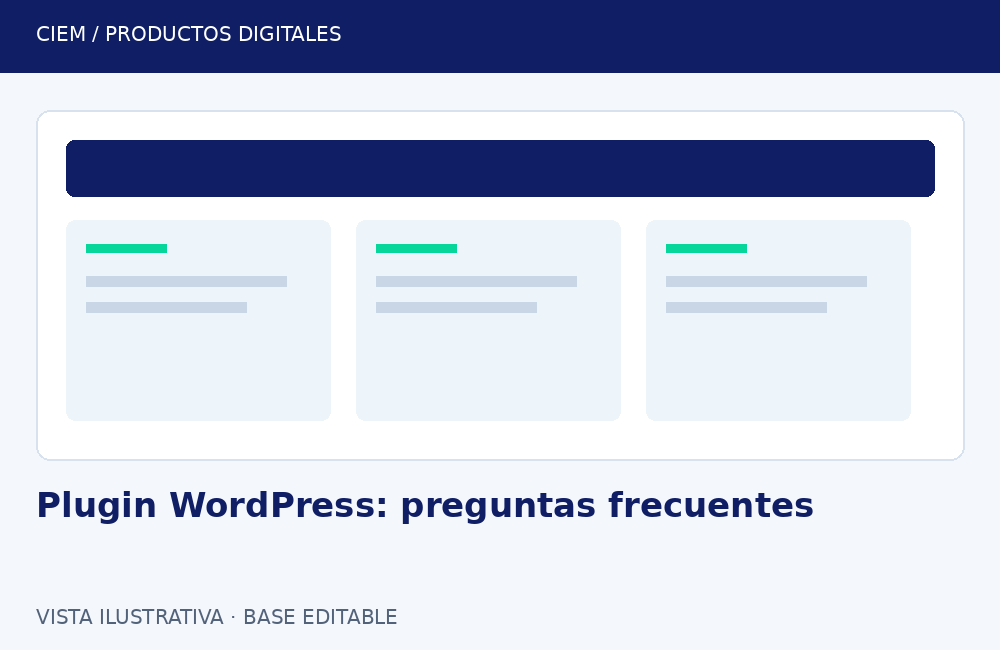 CIEM / PRODUCTOS DIGITALES
Plugin WordPress: preguntas frecuentes
VISTA ILUSTRATIVA · BASE EDITABLE